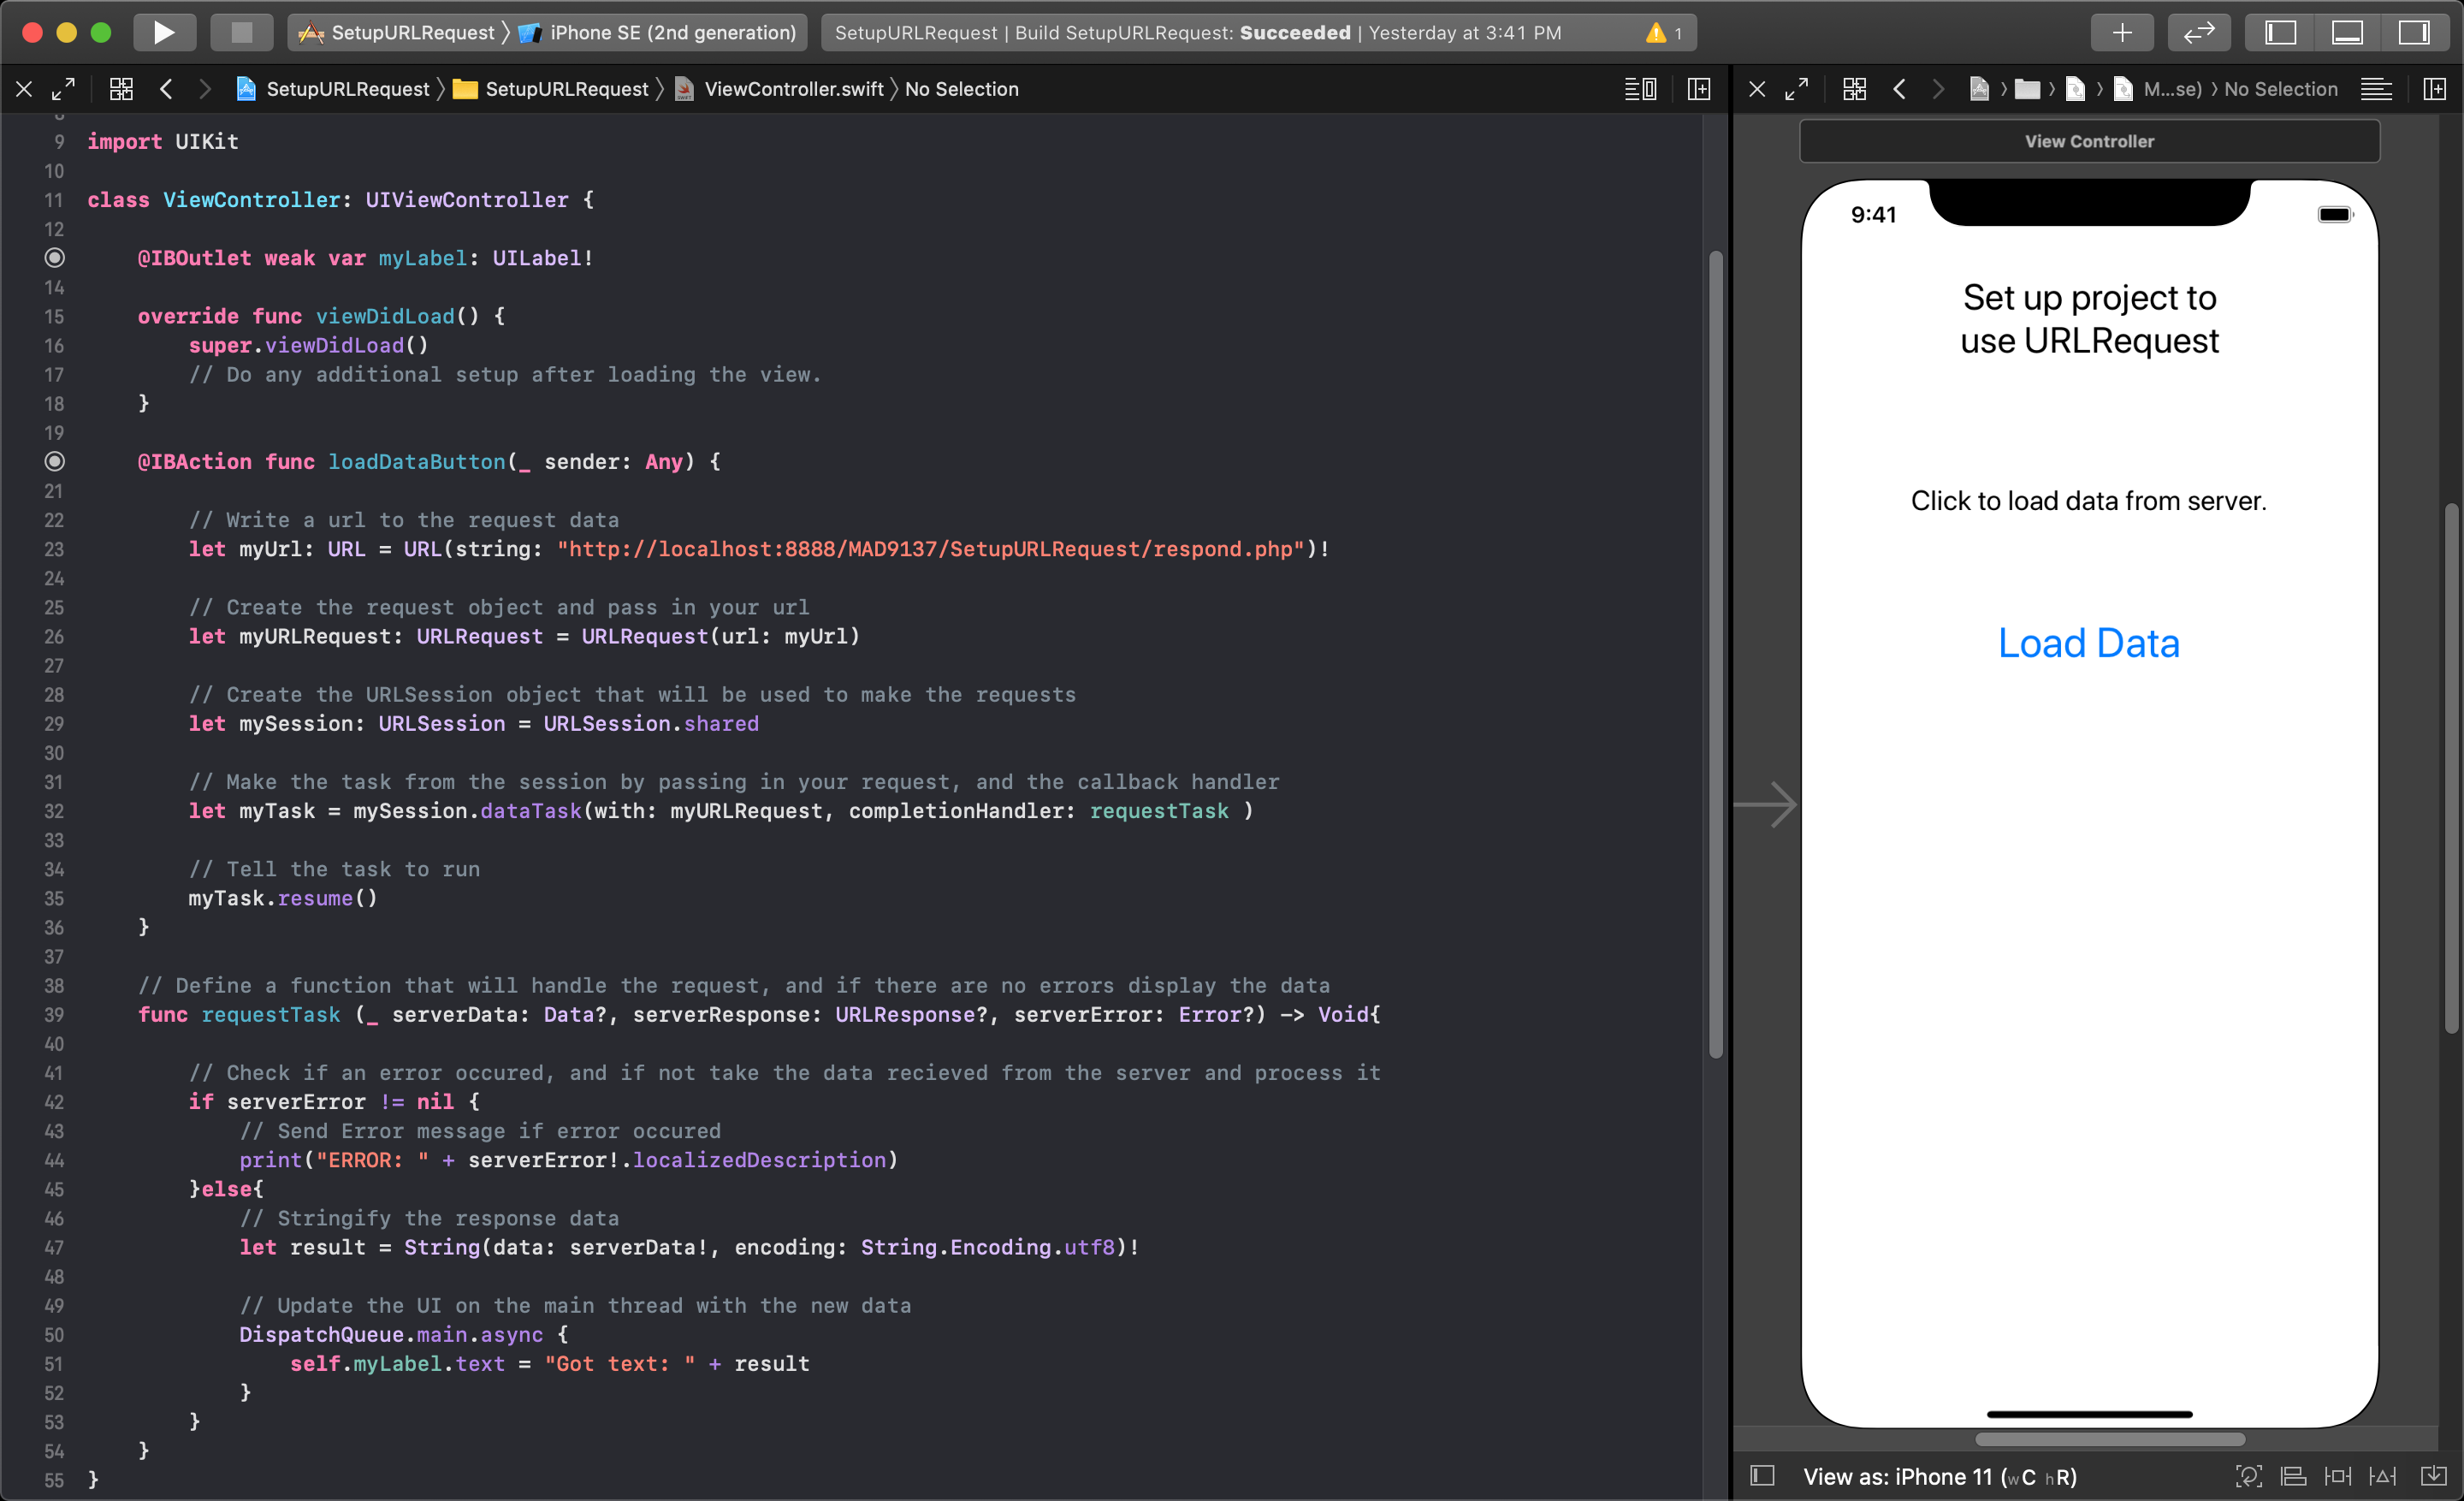 SetupURLRequest 〉 iPhone SE (2nd generation)
SetupURLRequest | Build SetupURLRequest: Succeeded | Yesterday at 3:41 PM
1
SetupURLRequest 〉 SetupURLRequest 〉 ViewController.swift 〉 No Selection
9 import UIKit
10
11 class ViewController: UIViewController {
12
@IBOutlet weak var myLabel: UILabel!
14
15 override func viewDidLoad() {
16 super.viewDidLoad()
17 // Do any additional setup after loading the view.
18 }
19
@IBAction func loadDataButton(_ sender: Any) {
21
22 // Write a url to the request data
23 let myUrl: URL = URL(string: "http://localhost:8888/MAD9137/SetupURLRequest/respond.php")!
24
25 // Create the request object and pass in your url
26 let myURLRequest: URLRequest = URLRequest(url: myUrl)
27
28 // Create the URLSession object that will be used to make the requests
29 let mySession: URLSession = URLSession.shared
30
31 // Make the task from the session by passing in your request, and the callback handler
32 let myTask = mySession.dataTask(with: myURLRequest, completionHandler: requestTask )
33
34 // Tell the task to run
35 myTask.resume()
36 }
37
38 // Define a function that will handle the request, and if there are no errors display the data
39 func requestTask (_ serverData: Data?, serverResponse: URLResponse?, serverError: Error?) -> Void{
40
41 // Check if an error occured, and if not take the data recieved from the server and process it
42 if serverError != nil {
43 // Send Error message if error occured
44 print("ERROR: " + serverError!.localizedDescription)
45 }else{
46 // Stringify the response data
47 let result = String(data: serverData!, encoding: String.Encoding.utf8)!
48
49 // Update the UI on the main thread with the new data
50 DispatchQueue.main.async {
51 self.myLabel.text = "Got text: " + result
52 }
53 }
54 }
55 }
M...se) 〉 No Selection
View Controller
9:41
Set up project to
use URLRequest
Click to load data from server.
Load Data
View as: iPhone 11 (wC hR)